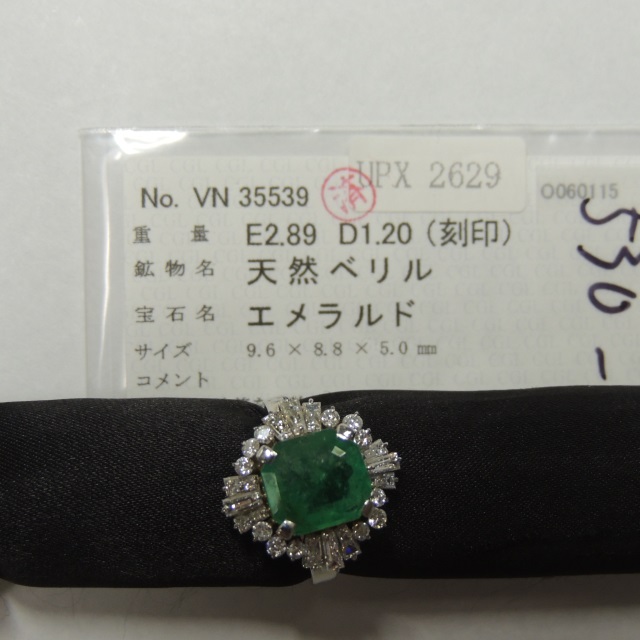 No. VN 35539 UPX 2629 O060115
重量 E2.89 D1.20 (刻印)
鉱物名 天然ベリル
宝石名 エメラルド
サイズ 9.6 × 8.8 × 5.0 ㎜
コメント
530-